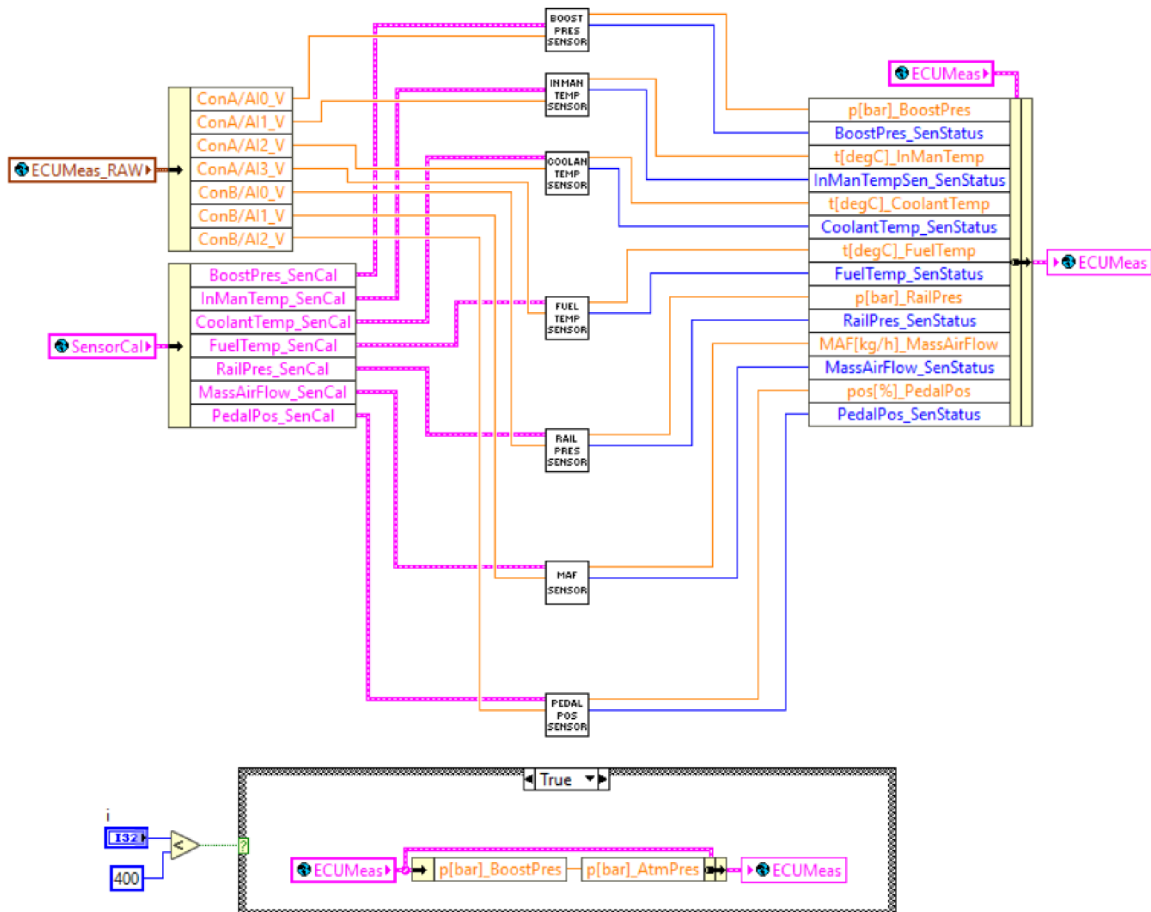 BOOST
PRES
SENSOR
ECUMeas
INMAN
TEMP
SENSOR
ConA/AI0_V
ConA/AI1_V
ConA/AI2_V
ConA/AI3_V
ConB/AI0_V
ConB/AI1_V
ConB/AI2_V
ECUMeas_RAW
p[bar]_BoostPres
BoostPres_SenStatus
t[degC]_InManTemp
InManTempSen_SenStatus
t[degC]_CoolantTemp
CoolantTemp_SenStatus
t[degC]_FuelTemp
FuelTemp_SenStatus
p[bar]_RailPres
RailPres_SenStatus
MAF[kg/h]_MassAirFlow
MassAirFlow_SenStatus
pos[%]_PedalPos
PedalPos_SenStatus
ECUMeas
COOLAN
TEMP
SENSOR
BoostPres_SenCal
InManTemp_SenCal
CoolantTemp_SenCal
FuelTemp_SenCal
RailPres_SenCal
MassAirFlow_SenCal
PedalPos_SenCal
SensorCal
FUEL
TEMP
SENSOR
RAIL
PRES
SENSOR
MAF
SENSOR
PEDAL
POS
SENSOR
True
i
I32
<
400
?
ECUMeas
p[bar]_BoostPres
p[bar]_AtmPres
ECUMeas